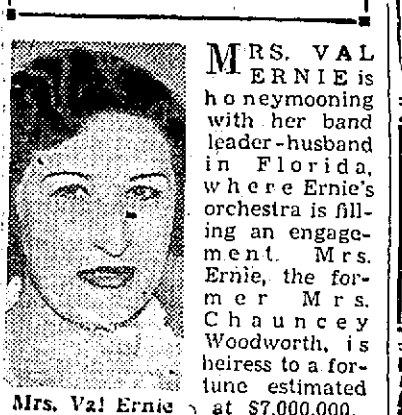 MRS. VAL
ERNIE is
honeymooning
with her band
leader-husband
in Florida,
where Ernie's
orchestra is fill-
ing an engage-
ment. Mrs.
Ernie, the for-
mer Mrs.
Chauncey
Woodworth, is
heiress to a for-
tune estimated
at $7,000,000.
Mrs. Val Ernie